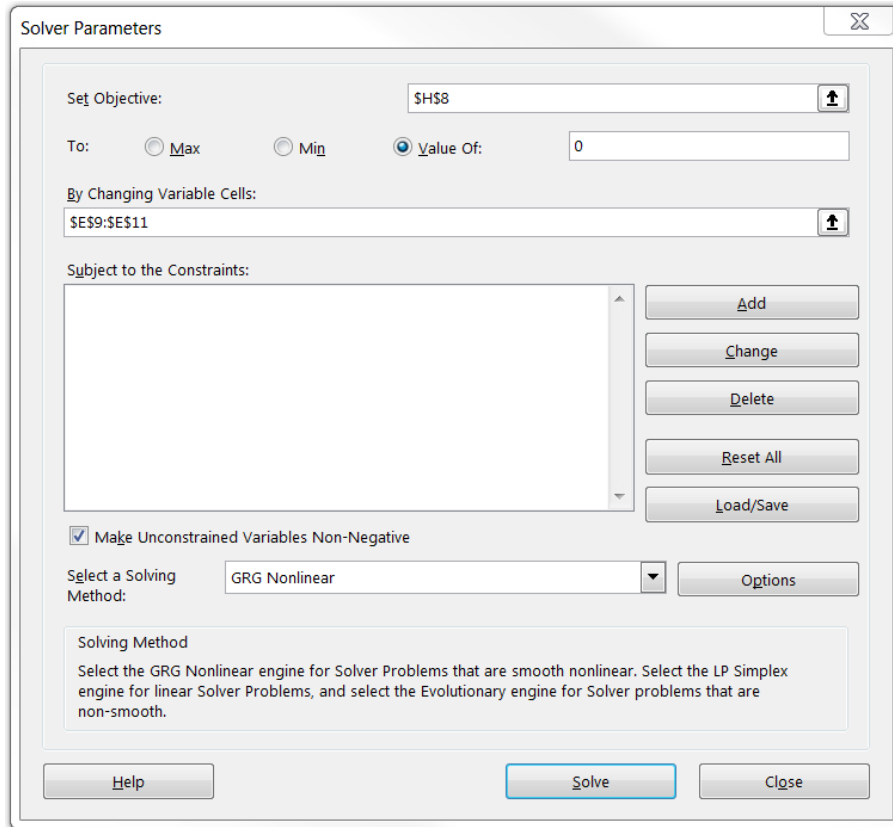 Solver Parameters
Set Objective:
$H$8
To:
Max
Min
Value Of:
0
By Changing Variable Cells:
$E$9:$E$11
Subject to the Constraints:
Add
Change
Delete
Reset All
Load/Save
Make Unconstrained Variables Non-Negative
Select a Solving
Method:
GRG Nonlinear
Options
Solving Method
Select the GRG Nonlinear engine for Solver Problems that are smooth nonlinear. Select the LP Simplex
engine for linear Solver Problems, and select the Evolutionary engine for Solver problems that are
non-smooth.
Help
Solve
Close